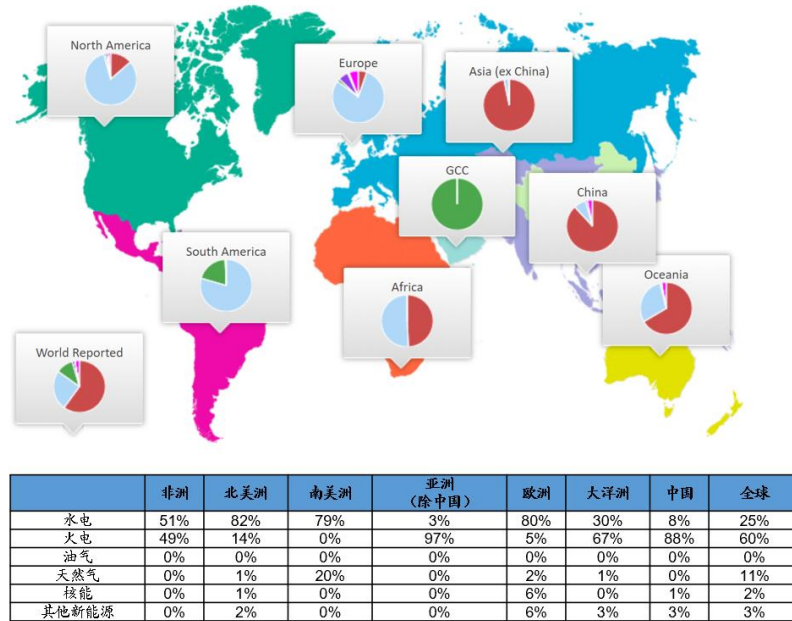 North America
Europe
Asia (ex China)
GCC
China
South America
Africa
Oceania
World Reported
非洲 北美洲 南美洲 亚洲（除中国） 欧洲 大洋洲 中国 全球
水电 51% 82% 79% 3% 80% 30% 8% 25%
火电 49% 14% 0% 97% 5% 67% 88% 60%
油气 0% 0% 0% 0% 0% 0% 0% 0%
天然气 0% 1% 20% 0% 2% 1% 0% 11%
核能 0% 1% 0% 0% 6% 0% 1% 2%
其他新能源 0% 2% 0% 0% 6% 3% 3% 3%